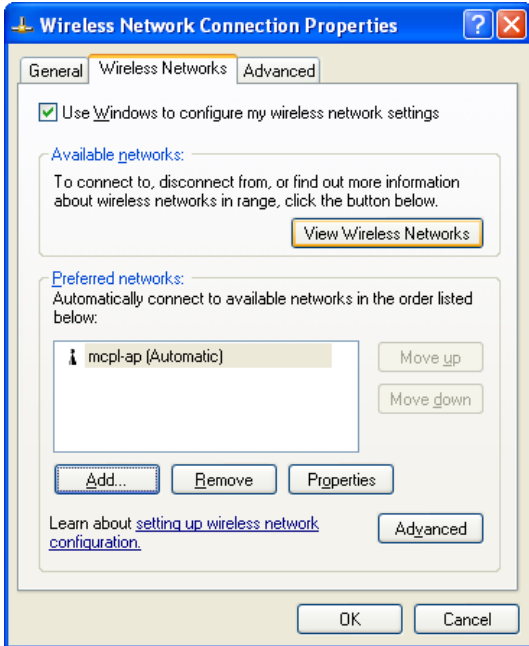 Wireless Network Connection Properties
General
Wireless Networks
Advanced
Use Windows to configure my wireless network settings
Available networks:
To connect to, disconnect from, or find out more information
about wireless networks in range, click the button below.
View Wireless Networks
Preferred networks:
Automatically connect to available networks in the order listed
below:
mcpl-ap (Automatic)
Move up
Move down
Add...
Remove
Properties
Learn about setting up wireless network
configuration.
Advanced
OK
Cancel